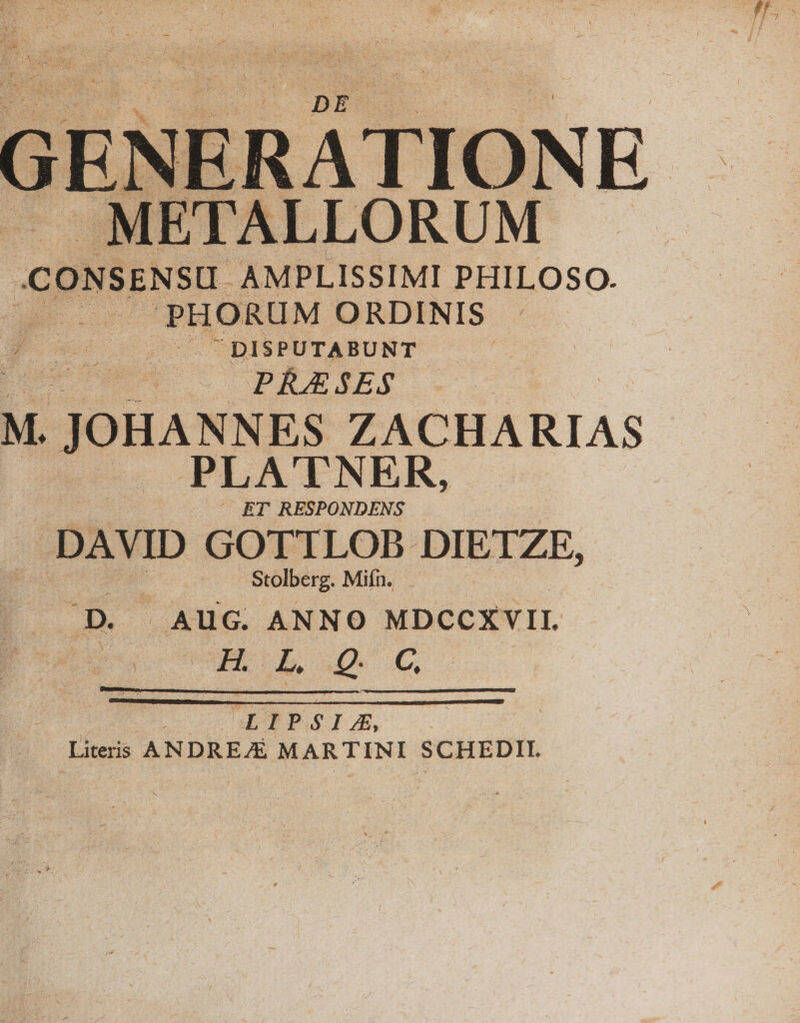 DE
GENERATIONE
METALLORUM
CONSENSU AMPLISSIMI PHILOSO-
PHORUM ORDINIS
DISPUTABUNT
PRÆSES
M. JOHANNES ZACHARIAS
PLATNER,
ET RESPONDENS
DAVID GOTTLOB DIETZE,
Stolberg. Miſn.
D. AUG. ANNO MDCCXVII.
H. L. Q. C.
LIPSIÆ,
Literis ANDREÆ MARTINI SCHEDII.